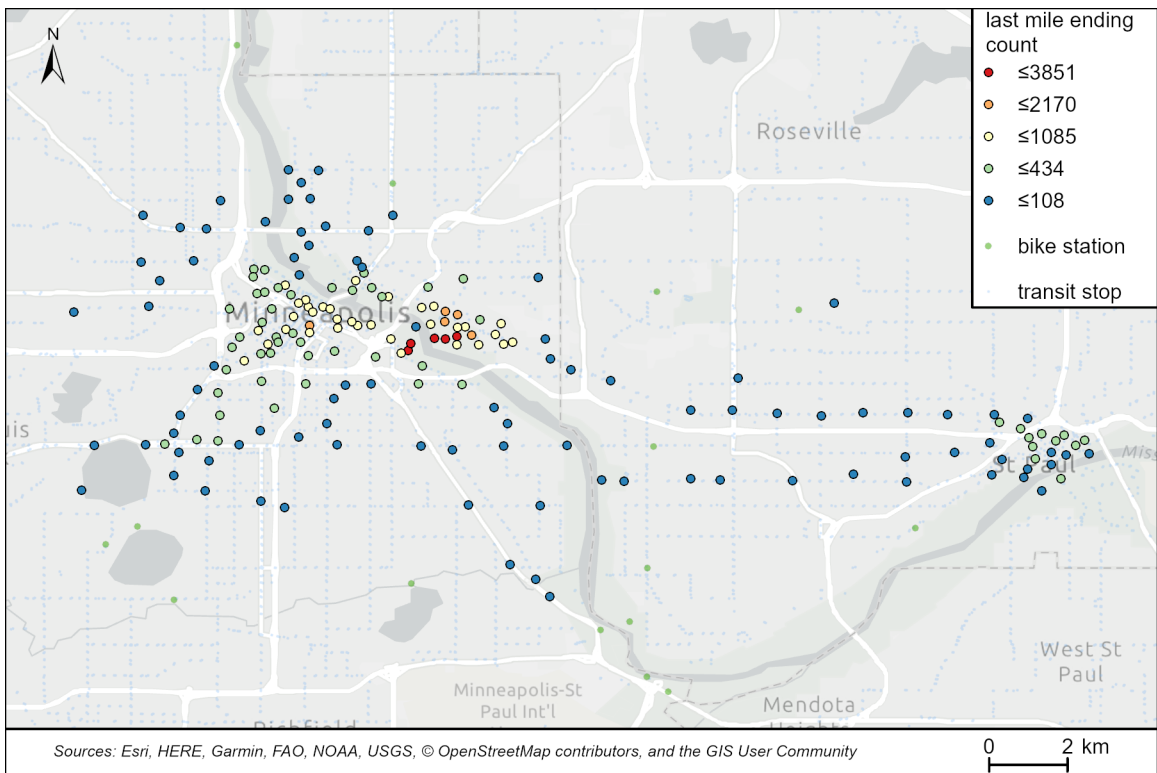 N
last mile ending
count
≤3851
≤2170
≤1085
≤434
≤108
bike station
transit stop
Roseville
Minneapolis
St Paul
West St
Paul
Minneapolis-St
Paul Int'l
Mendota
Sources: Esri, HERE, Garmin, FAO, NOAA, USGS, © OpenStreetMap contributors, and the GIS User Community
0 2 km